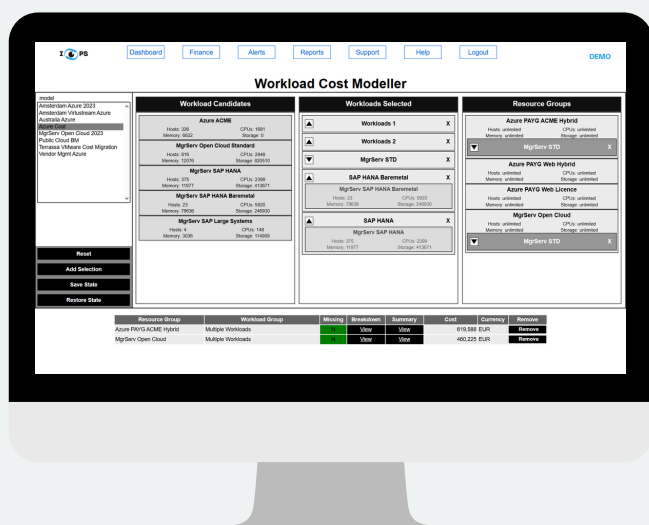 I PS
Dashboard
Finance
Alerts
Reports
Support
Help
Logout
DEMO
Workload Cost Modeller
model
Amsterdam Azure 2023
Amsterdam Virtustream Azure
Australia Azure
Azure Cost
MgrServ Open Cloud 2023
Public Cloud BM
Terrassa VMware Cost Migration
Vendor Mgmt Azure
Reset
Add Selection
Save State
Restore State
Workload Candidates
Azure ACME
Hosts: 326 CPUs: 1691
Memory: 6832 Storage: 0
MgrServ Open Cloud Standard
Hosts: 616 CPUs: 2948
Memory: 12076 Storage: 820510
MgrServ SAP HANA
Hosts: 375 CPUs: 2399
Memory: 11977 Storage: 413671
MgrServ SAP HANA Baremetal
Hosts: 23 CPUs: 5920
Memory: 78636 Storage: 246930
MgrServ SAP Large Systems
Hosts: 4 CPUs: 148
Memory: 3036 Storage: 114909
Workloads Selected
Workloads 1 X
Workloads 2 X
MgrServ STD X
SAP HANA Baremetal X
MgrServ SAP HANA Baremetal
Hosts: 23 CPUs: 5920
Memory: 78636 Storage: 246930
SAP HANA X
MgrServ SAP HANA
Hosts: 375 CPUs: 2399
Memory: 11977 Storage: 413671
Resource Groups
Azure PAYG ACME Hybrid
Hosts: unlimited CPUs: unlimited
Memory: unlimited Storage: unlimited
MgrServ STD X
Azure PAYG Web Hybrid
Hosts: unlimited CPUs: unlimited
Memory: unlimited Storage: unlimited
Azure PAYG Web Licence
Hosts: unlimited CPUs: unlimited
Memory: unlimited Storage: unlimited
MgrServ Open Cloud
Hosts: unlimited CPUs: unlimited
Memory: unlimited Storage: unlimited
MgrServ STD X
Resource Group Workload Group Missing Breakdown Summary Cost Currency Remove
Azure PAYG ACME Hybrid Multiple Workloads N View View 619,588 EUR Remove
MgrServ Open Cloud Multiple Workloads N View View 460,225 EUR Remove